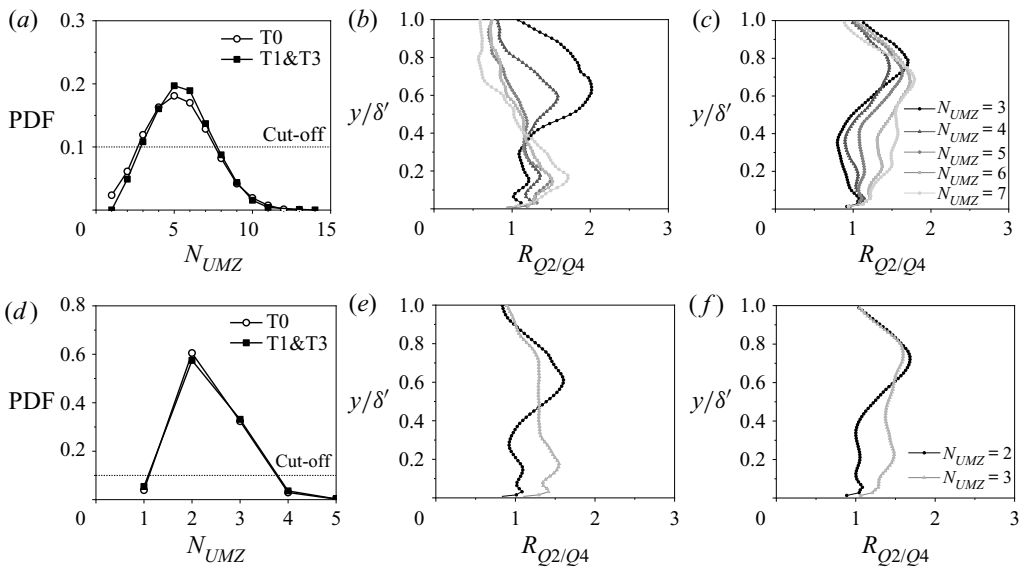 (a)
T0
T1&T3
PDF
Cut-off
0.3
0.2
0.1
0
5
10
15
N_UMZ
(b)
y/δ′
1.0
0.8
0.6
0.4
0.2
0
1
2
3
R_Q2/Q4
(c)
y/δ′
1.0
0.8
0.6
0.4
0.2
0
1
2
3
N_UMZ = 3
N_UMZ = 4
N_UMZ = 5
N_UMZ = 6
N_UMZ = 7
R_Q2/Q4
(d)
T0
T1&T3
PDF
Cut-off
0.8
0.6
0.4
0.2
0
1
2
3
4
5
N_UMZ
(e)
y/δ′
1.0
0.8
0.6
0.4
0.2
0
1
2
3
R_Q2/Q4
(f)
y/δ′
1.0
0.8
0.6
0.4
0.2
0
1
2
3
N_UMZ = 2
N_UMZ = 3
R_Q2/Q4